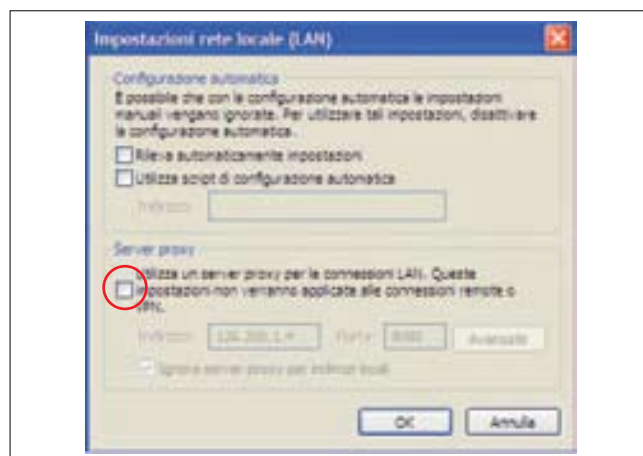 Impostazioni rete locale (LAN)
Configurazione automatica
È possibile che con la configurazione automatica le impostazioni
manuali vengano ignorate. Per utilizzare tali impostazioni, disattivare
la configurazione automatica.
Rileva automaticamente impostazioni
Utilizza script di configurazione automatica
Indirizzo
Server proxy
Utilizza un server proxy per le connessioni LAN. Queste
impostazioni non verranno applicate alle connessioni remote o
VPN.
Indirizzo Porta Avanzate
Ignora server proxy per indirizzi locali
OK Annulla